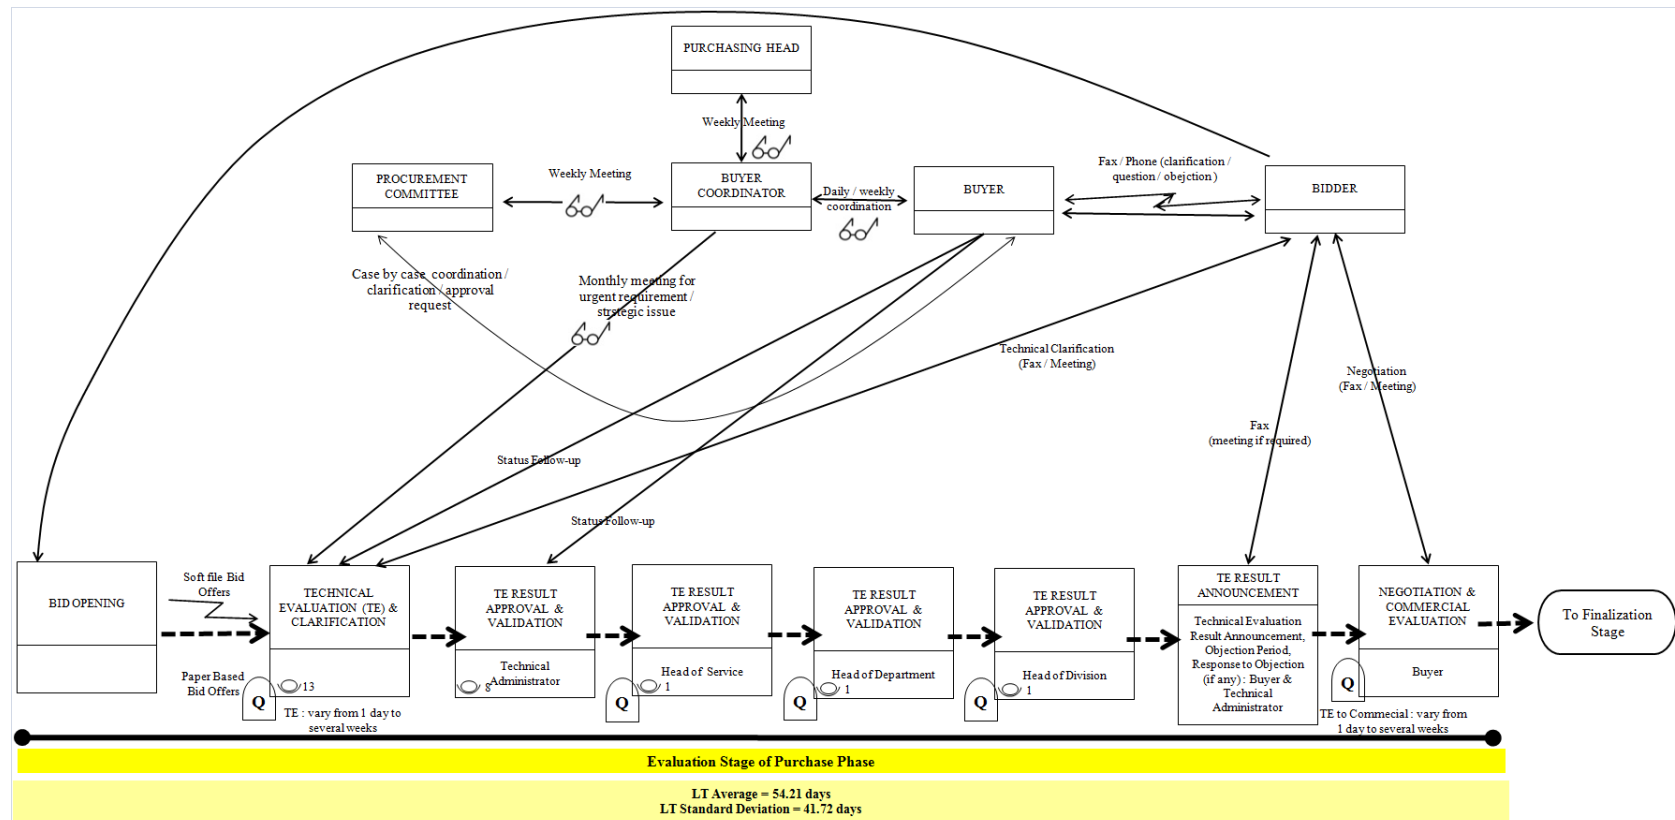 PURCHASING HEAD
Weekly Meeting
PROCUREMENT
COMMITTEE
Weekly Meeting
BUYER
COORDINATOR
Daily / weekly
coordination
BUYER
Fax / Phone (clarification /
question / obejction )
BIDDER
Case by case coordination /
clarification / approval
request
Monthly meeting for
urgent requirement /
strstegic issue
Technical Clarification
(Fax / Meeting)
Negotiation
(Fax / Meeting)
Fax
(meeting if required)
Status Follow-up
Status Follow-up
BID OPENING
Soft file Bid
Offers
Paper Based
Bid Offers
TECHNICAL
EVALUATION (TE) &
CLARIFICATION
Q
13
TE : vary from 1 day to
several weeks
TE RESULT
APPROVAL &
VALIDATION
Technical
Administrator
8
TE RESULT
APPROVAL &
VALIDATION
Head of Service
Q
1
TE RESULT
APPROVAL &
VALIDATION
Head of Department
Q
1
TE RESULT
APPROVAL &
VALIDATION
Head of Division
Q
1
TE RESULT
ANNOUNCEMENT
Technical Evaluation
Result Announcement,
Objection Period,
Response to Objection
(if any) : Buyer &
Technical
Administrator
NEGOTIATION &
COMMERCIAL
EVALUATION
Buyer
Q
TE to Commecial : vary from
1 day to several weeks
To Finalization
Stage
Evaluation Stage of Purchase Phase
LT Average = 54.21 days
LT Standard Deviation = 41.72 days